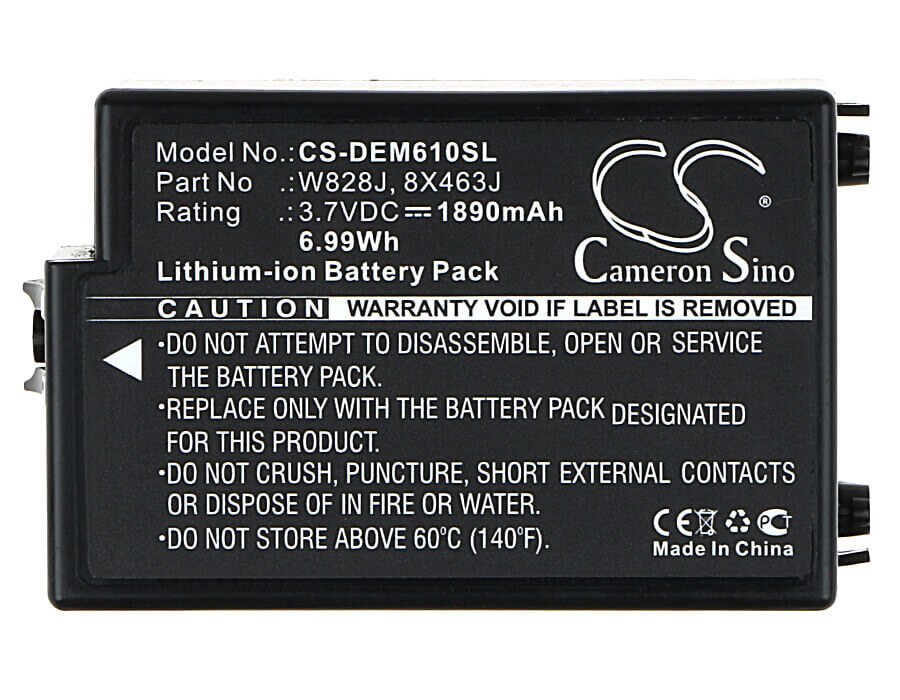 Model No.: CS-DEM610SL
Part No : W828J, 8X463J
Rating : 3.7VDC ⎓ 1890mAh
6.99Wh
Lithium-ion Battery Pack
CS ®
Cameron Sino
CAUTION WARRANTY VOID IF LABEL IS REMOVED
•DO NOT ATTEMPT TO DISASSEMBLE, OPEN OR SERVICE
THE BATTERY PACK.
•REPLACE ONLY WITH THE BATTERY PACK DESIGNATED
FOR THIS PRODUCT.
•DO NOT CRUSH, PUNCTURE, SHORT EXTERNAL CONTACTS
OR DISPOSE OF IN FIRE OR WATER.
•DO NOT STORE ABOVE 60°C (140°F).
CE PCT
Made In China